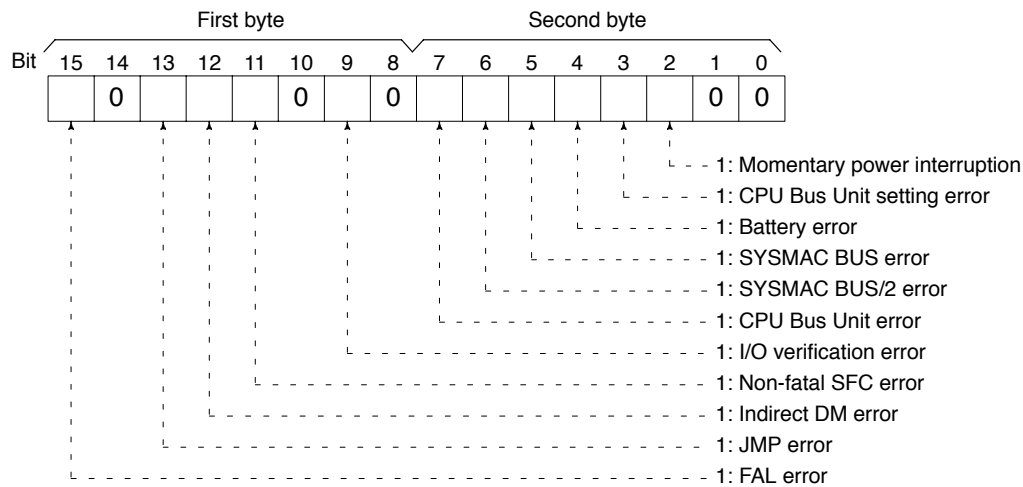 First byte Second byte
Bit 15 14 13 12 11 10 9 8 7 6 5 4 3 2 1 0
0 0 0 0 0
1: Momentary power interruption
1: CPU Bus Unit setting error
1: Battery error
1: SYSMAC BUS error
1: SYSMAC BUS/2 error
1: CPU Bus Unit error
1: I/O verification error
1: Non-fatal SFC error
1: Indirect DM error
1: JMP error
1: FAL error